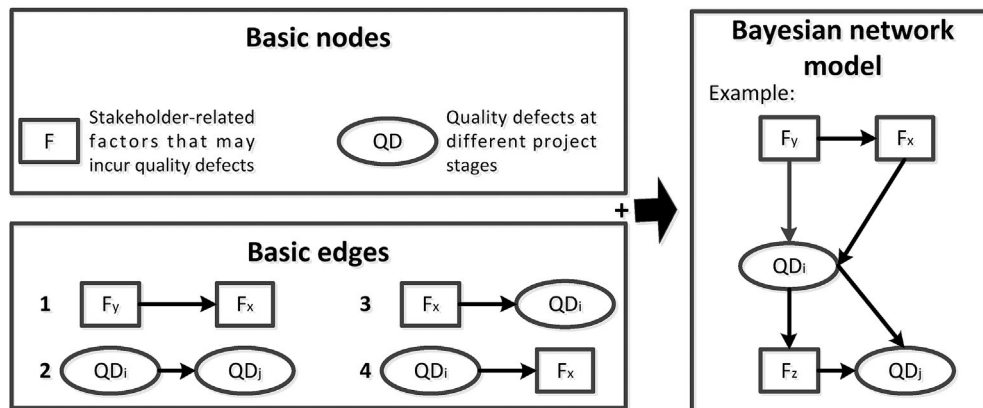 Basic nodes
F
Stakeholder-related
factors that may
incur quality defects
QD
Quality defects at
different project
stages
+
Basic edges
1 Fy Fx
3 Fx QDi
2 QDi QDj
4 QDi Fx
Bayesian network
model
Example:
Fy Fx
QDi
Fz QDj